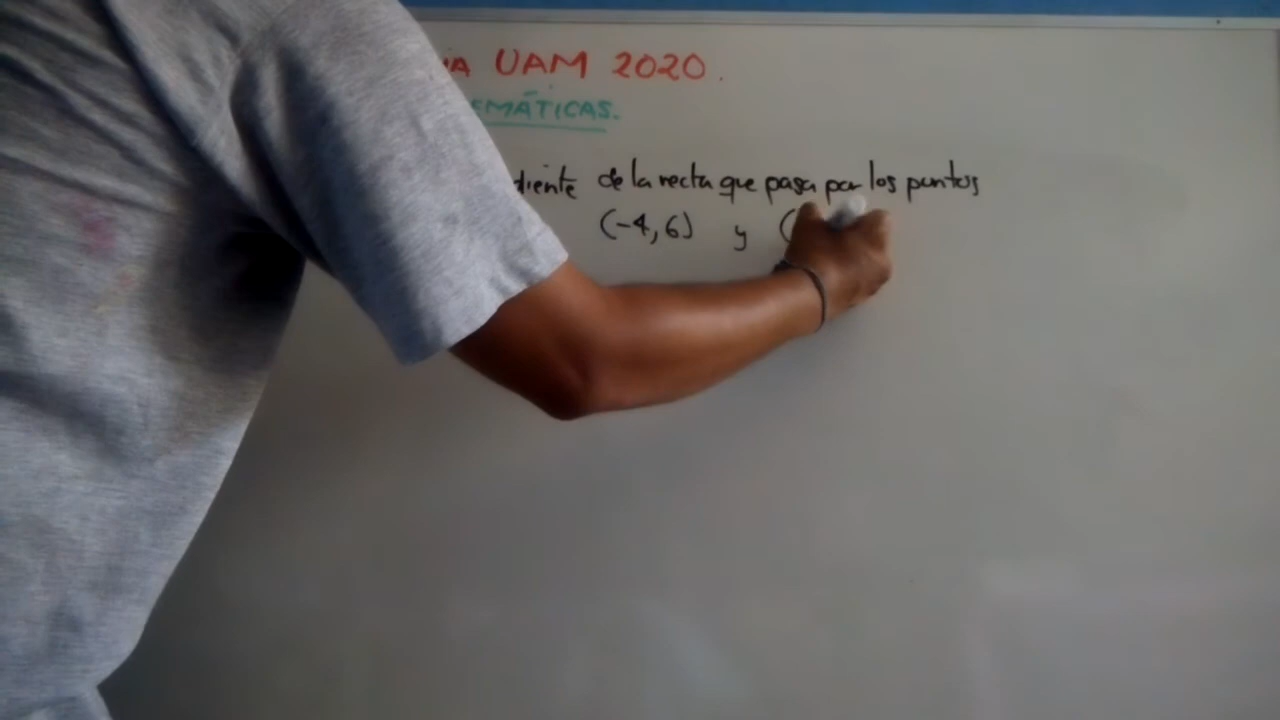 UAM 2020.
EMÁTICAS.
diente de la recta que pasa por los puntos
(-4,6) y (